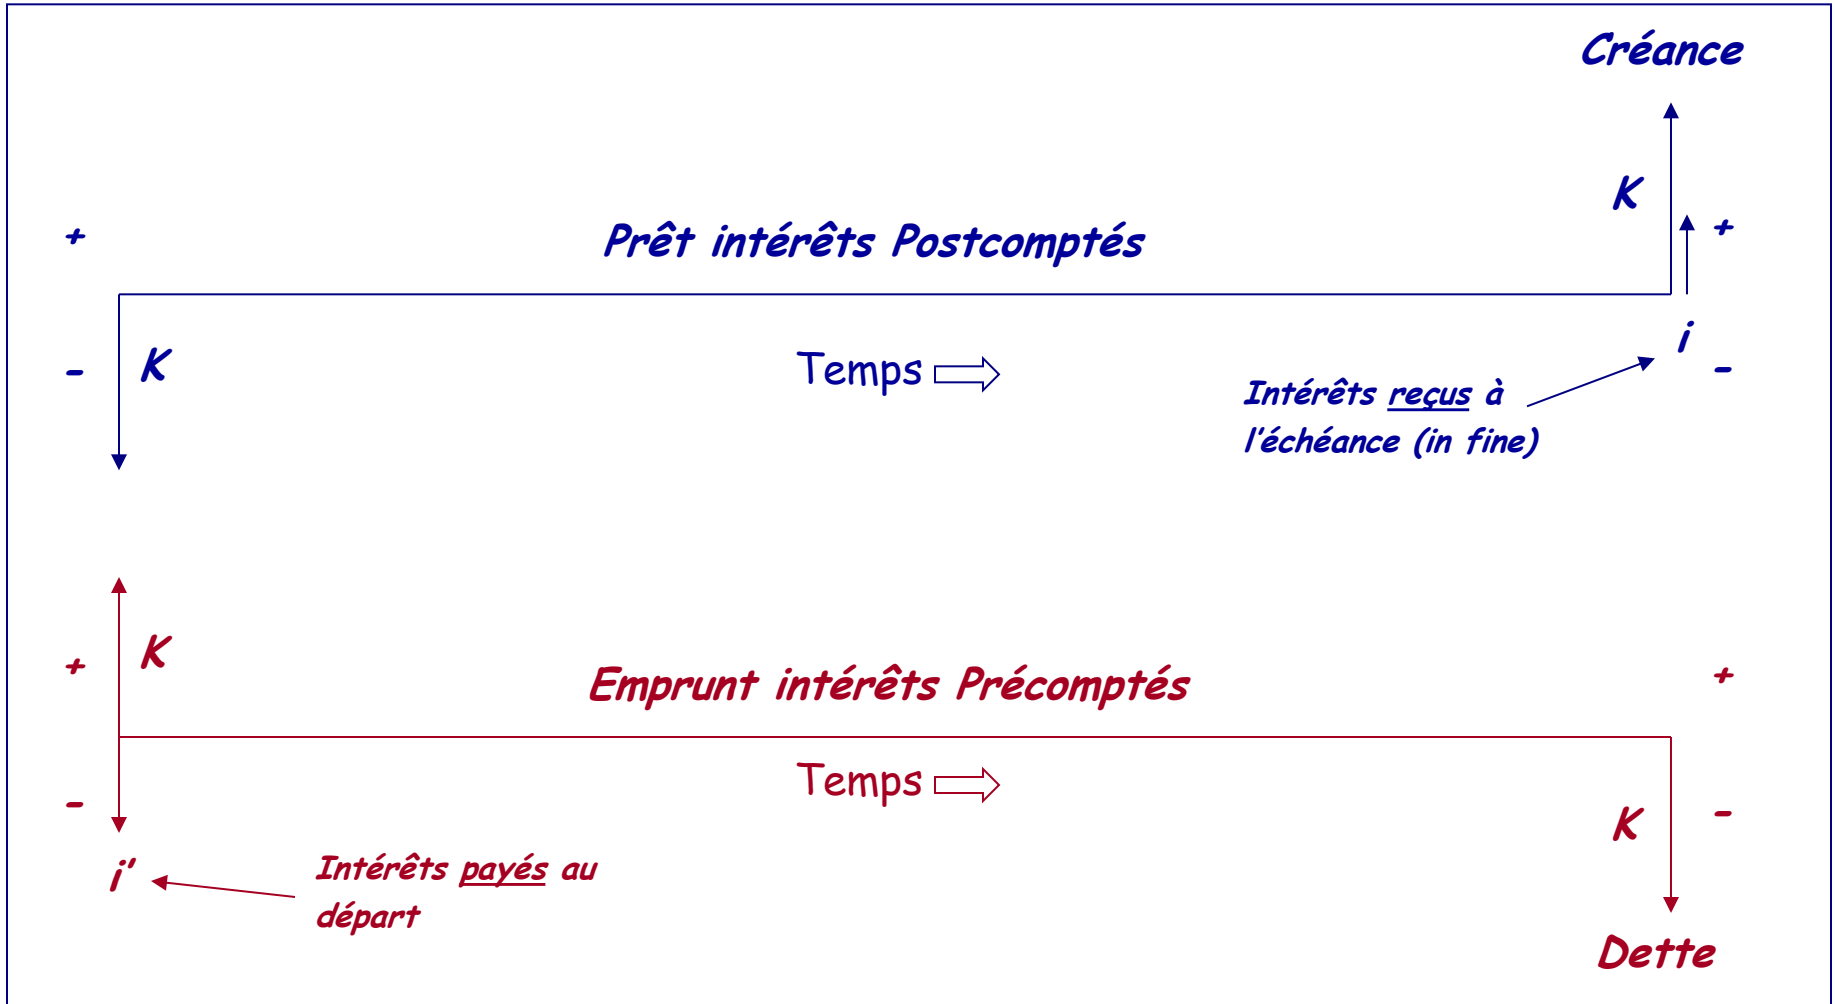 Créance
K
+ Prêt intérêts Postcomptés +
i
- K Temps -
Intérêts reçus à
l'échéance (in fine)
K
+ Emprunt intérêts Précomptés +
Temps
- K -
i' Intérêts payés au
départ
Dette